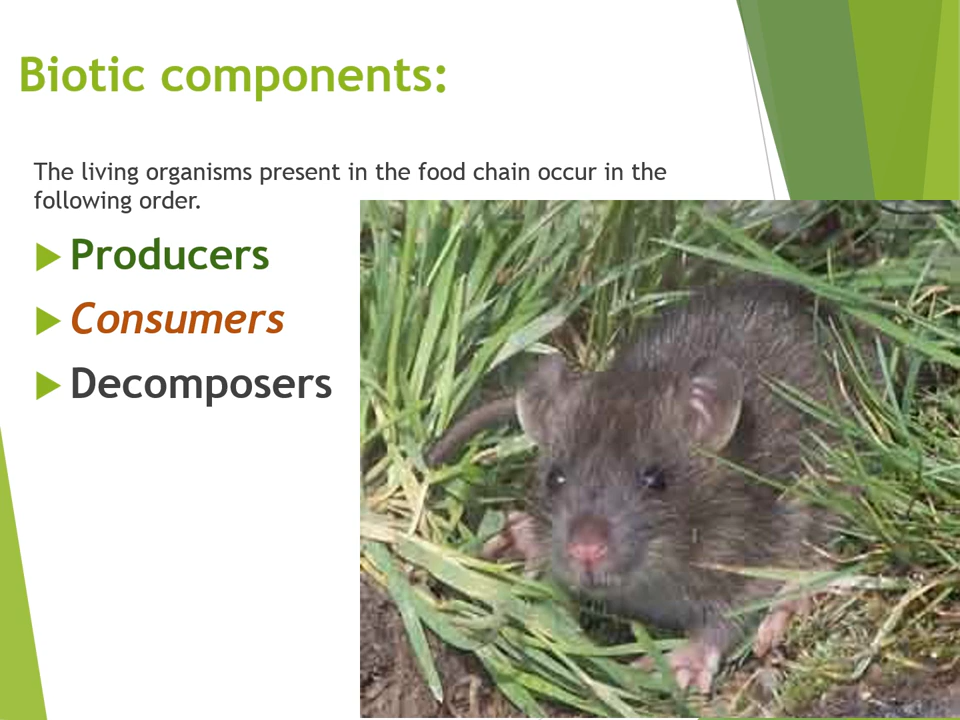 Biotic components:
The living organisms present in the food chain occur in the
following order.
Producers
Consumers
Decomposers